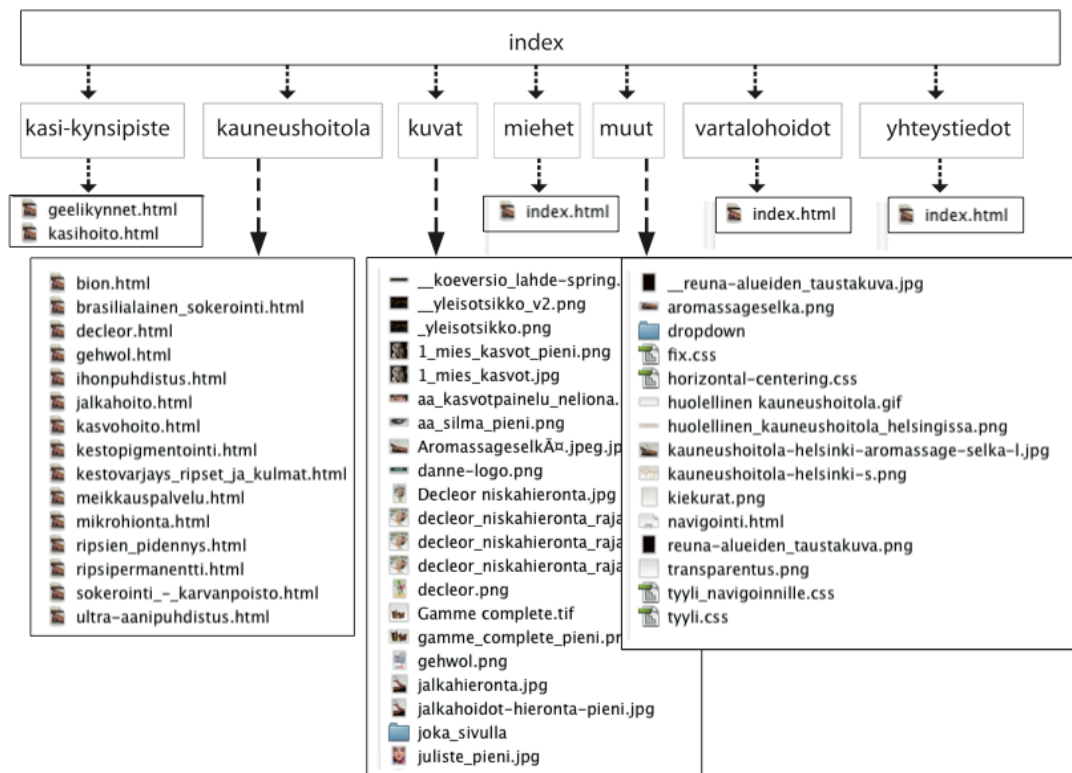 index
kasi-kynsipiste
kauneushoitola
kuvat
miehet
muut
vartalohoidot
yhteystiedot
geelikynnet.html
kasihoito.html
index.html
index.html
index.html
bion.html
brasilialainen_sokerointi.html
decleor.html
gehwol.html
ihonpuhdistus.html
jalkahoito.html
kasvohoito.html
kestopigmentointi.html
kestovarjays_ripset_ja_kulmat.html
meikkauspalvelu.html
mikrohionta.html
ripsien_pidennys.html
ripsipermanentti.html
sokerointi_-_karvanpoisto.html
ultra-aanipuhdistus.html
__koeversio_lahde-spring.
__yleisotsikko_v2.png
_yleisotsikko.png
1_mies_kasvot_pieni.png
1_mies_kasvot.jpg
aa_kasvotpainelu_neliona.
aa_silma_pieni.png
AromassageselkÃ¤.jpeg.jp
danne-logo.png
Decleor niskahieronta.jpg
decleor_niskahieronta_raja
decleor_niskahieronta_raja
decleor_niskahieronta_raja
decleor.png
Gamme complete.tif
gamme_complete_pieni.pr
gehwol.png
jalkahieronta.jpg
jalkahoidot-hieronta-pieni.jpg
joka_sivulla
juliste_pieni.jpg
__reuna-alueiden_taustakuva.jpg
aromassageselka.png
dropdown
fix.css
horizontal-centering.css
huolellinen kauneushoitola.gif
huolellinen_kauneushoitola_helsingissa.png
kauneushoitola-helsinki-aromassage-selka-l.jpg
kauneushoitola-helsinki-s.png
kiekurat.png
navigointi.html
reuna-alueiden_taustakuva.png
transparentus.png
tyyli_navigoinnille.css
tyyli.css